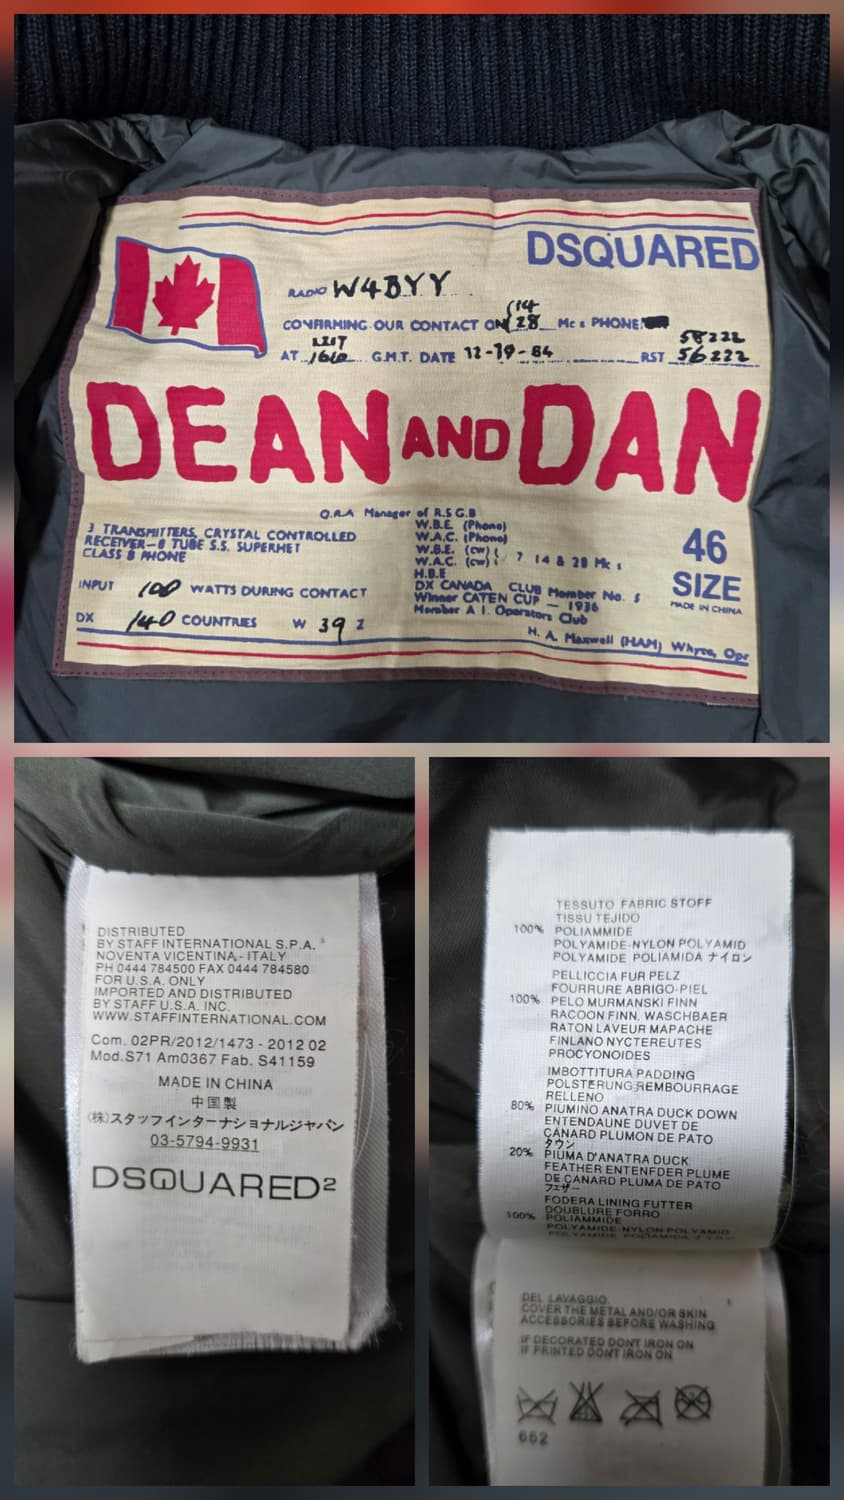 DSQUARED
RADIO W4BYY
CONFIRMING OUR CONTACT ON 14 28 Mc s PHONE
AT 1610 G.M.T. DATE 12-19-84 RST 56222
58222
DEAN AND DAN
Q.R.A Manager of R.S G.B
3 TRANSMITTERS, CRYSTAL CONTROLLED
RECEIVER-8 TUBE S.S. SUPERHET
CLASS B PHONE
INPUT 100 WATTS DURING CONTACT
DX 140 COUNTRIES W 39 Z
W.B.E. (Phone)
W.A.C. (Phone)
W.B.E. (cw)
W.A.C. (cw) 7 14 & 28 Mc s
H.B.E
DX CANADA CLUB Member No. 5
Winner CATEN CUP — 1936
Member A I. Operators Club
H. A. Maxwell (HAM) Whyte, Opr
46
SIZE
MADE IN CHINA
DISTRIBUTED
BY STAFF INTERNATIONAL S.P.A.
NOVENTA VICENTINA - ITALY
PH 0444 784500 FAX 0444 784580
FOR U.S.A. ONLY
IMPORTED AND DISTRIBUTED
BY STAFF U.S.A. INC.
WWW.STAFFINTERNATIONAL.COM
Com. 02PR/2012/1473 - 2012 02
Mod.S71 Am0367 Fab. S41159
MADE IN CHINA
中国製
(株)スタッフインターナショナルジャパン
03-5794-9931
DSQUARED2
TESSUTO FABRIC STOFF
TISSU TEJIDO
100% POLIAMMIDE
POLYAMIDE-NYLON POLYAMID
POLYAMIDE POLIAMIDA ナイロン
PELLICCIA FUR PELZ
FOURRURE ABRIGO-PIEL
100% PELO MURMANSKI FINN
RACOON FINN. WASCHBAER
RATON LAVEUR MAPACHE
FINLANO NYCTEREUTES
PROCYONOIDES
IMBOTTITURA PADDING
POLSTERUNG REMBOURRAGE
RELLENO
80% PIUMINO ANATRA DUCK DOWN
ENTENDAUNE DUVET DE
CANARD PLUMON DE PATO
ダウン
20% PIUMA D'ANATRA DUCK
FEATHER ENTENFDER PLUME
DE CANARD PLUMA DE PATO
フェザー
FODERA LINING FUTTER
DOUBLURE FORRO
100% POLIAMMIDE
POLYAMIDE-NYLON POLYAMID
POLYAMIDE POLIAMIDA ナイロン
DEL LAVAGGIO.
COVER THE METAL AND/OR SKIN
ACCESSORIES BEFORE WASHING
IF DECORATED DON'T IRON ON
IF PRINTED DON'T IRON ON
652